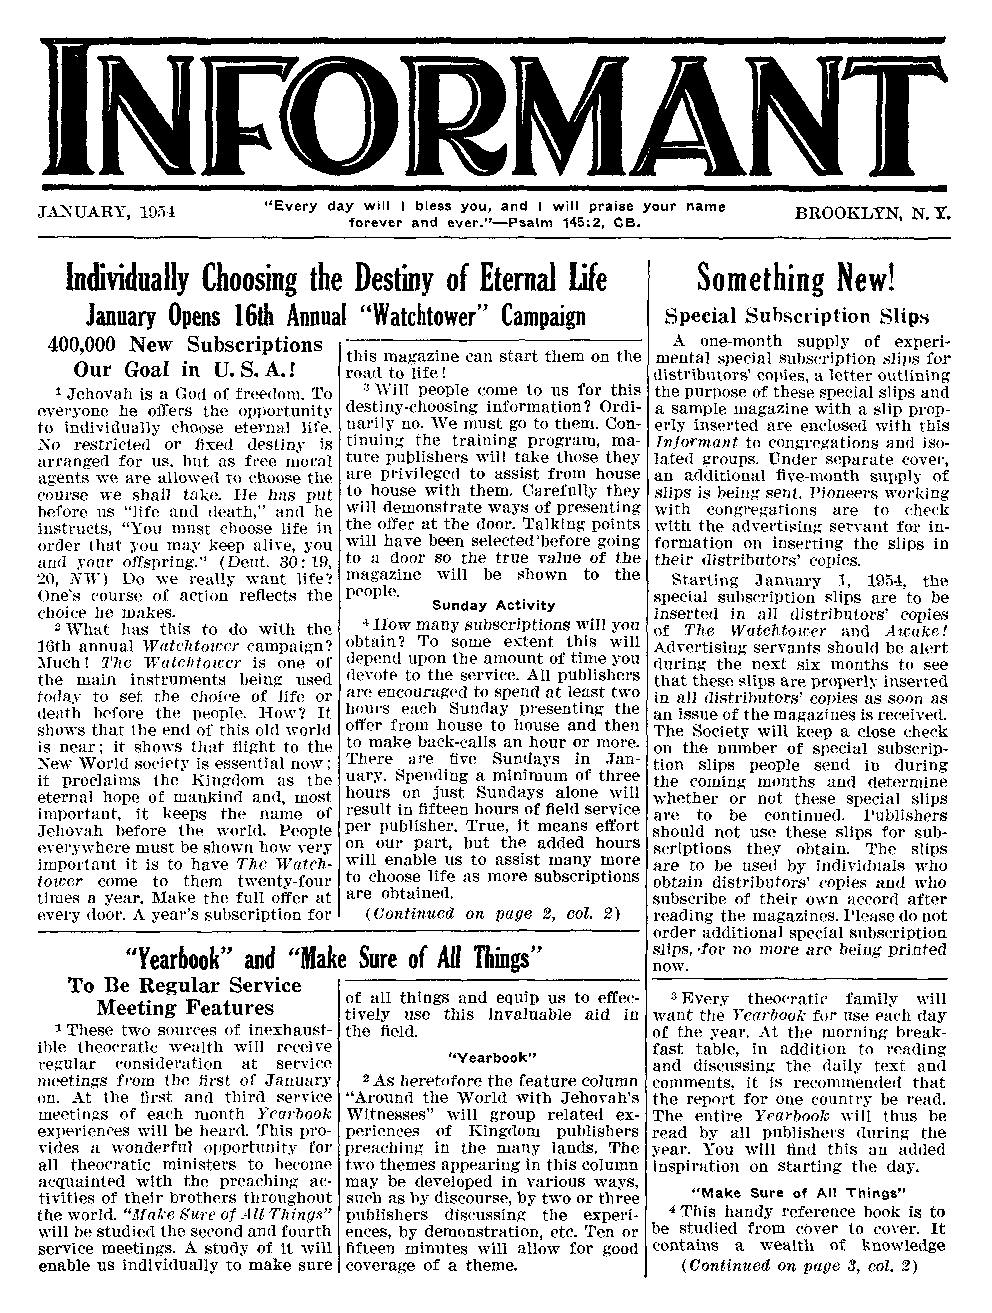 INFORMANT
JANUARY, 1954
"Every day will I bless you, and I will praise your name
forever and ever."—Psalm 145:2, CB.
BROOKLYN, N. Y.
Individually Choosing the Destiny of Eternal Life
January Opens 16th Annual "Watchtower" Campaign
400,000 New Subscriptions
Our Goal in U. S. A.!
1 Jehovah is a God of freedom. To
everyone he offers the opportunity
to individually choose eternal life.
No restricted or fixed destiny is
arranged for us, but as free moral
agents we are allowed to choose the
course we shall take. He has put
before us "life and death," and he
instructs, "You must choose life in
order that you may keep alive, you
and your offspring." (Deut. 30:19,
20, NW) Do we really want life?
One's course of action reflects the
choice he makes.
2 What has this to do with the
16th annual Watchtower campaign?
Much! The Watchtower is one of
the main instruments being used
today to set the choice of life or
death before the people. How? It
shows that the end of this old world
is near; it shows that flight to the
New World society is essential now;
it proclaims the Kingdom as the
eternal hope of mankind and, most
important, it keeps the name of
Jehovah before the world. People
everywhere must be shown how very
important it is to have The Watch-
tower come to them twenty-four
times a year. Make the full offer at
every door. A year's subscription for
this magazine can start them on the
road to life!
3 Will people come to us for this
destiny-choosing information? Ordi-
narily no. We must go to them. Con-
tinuing the training program, ma-
ture publishers will take those they
are privileged to assist from house
to house with them. Carefully they
will demonstrate ways of presenting
the offer at the door. Talking points
will have been selected before going
to a door so the true value of the
magazine will be shown to the
people.
Sunday Activity
4 How many subscriptions will you
obtain? To some extent this will
depend upon the amount of time you
devote to the service. All publishers
are encouraged to spend at least two
hours each Sunday presenting the
offer from house to house and then
to make back-calls an hour or more.
There are five Sundays in Jan-
uary. Spending a minimum of three
hours on just Sundays alone will
result in fifteen hours of field service
per publisher. True, it means effort
on our part, but the added hours
will enable us to assist many more
to choose life as more subscriptions
are obtained.
(Continued on page 2, col. 2)
Something New!
Special Subscription Slips
A one-month supply of experi-
mental special subscription slips for
distributors' copies, a letter outlining
the purpose of these special slips and
a sample magazine with a slip prop-
erly inserted are enclosed with this
Informant to congregations and iso-
lated groups. Under separate cover,
an additional five-month supply of
slips is being sent. Pioneers working
with congregations are to check
with the advertising servant for in-
formation on inserting the slips in
their distributors' copies.
Starting January 1, 1954, the
special subscription slips are to be
inserted in all distributors' copies
of The Watchtower and Awake!
Advertising servants should be alert
during the next six months to see
that these slips are properly inserted
in all distributors' copies as soon as
an issue of the magazines is received.
The Society will keep a close check
on the number of special subscrip-
tion slips people send in during
the coming months and determine
whether or not these special slips
are to be continued. Publishers
should not use these slips for sub-
scriptions they obtain. The slips
are to be used by individuals who
obtain distributors' copies and who
subscribe of their own accord after
reading the magazines. Please do not
order additional special subscription
slips, for no more are being printed
now.
"Yearbook" and "Make Sure of All Things"
To Be Regular Service
Meeting Features
1 These two sources of inexhaust-
ible theocratic wealth will receive
regular consideration at service
meetings from the first of January
on. At the first and third service
meetings of each month Yearbook
experiences will be heard. This pro-
vides a wonderful opportunity for
all theocratic ministers to become
acquainted with the preaching ac-
tivities of their brothers throughout
the world. "Make Sure of All Things"
will be studied the second and fourth
service meetings. A study of it will
enable us individually to make sure
of all things and equip us to effec-
tively use this invaluable aid in
the field.
"Yearbook"
2 As heretofore the feature column
"Around the World with Jehovah's
Witnesses" will group related ex-
periences of Kingdom publishers
preaching in the many lands. The
two themes appearing in this column
may be developed in various ways,
such as by discourse, by two or three
publishers discussing the experi-
ences, by demonstration, etc. Ten or
fifteen minutes will allow for good
coverage of a theme.
3 Every theocratic family will
want the Yearbook for use each day
of the year. At the morning break-
fast table, in addition to reading
and discussing the daily text and
comments, it is recommended that
the report for one country be read.
The entire Yearbook will thus be
read by all publishers during the
year. You will find this an added
inspiration on starting the day.
"Make Sure of All Things"
4 This handy reference book is to
be studied from cover to cover. It
contains a wealth of knowledge
(Continued on page 3, col. 2)